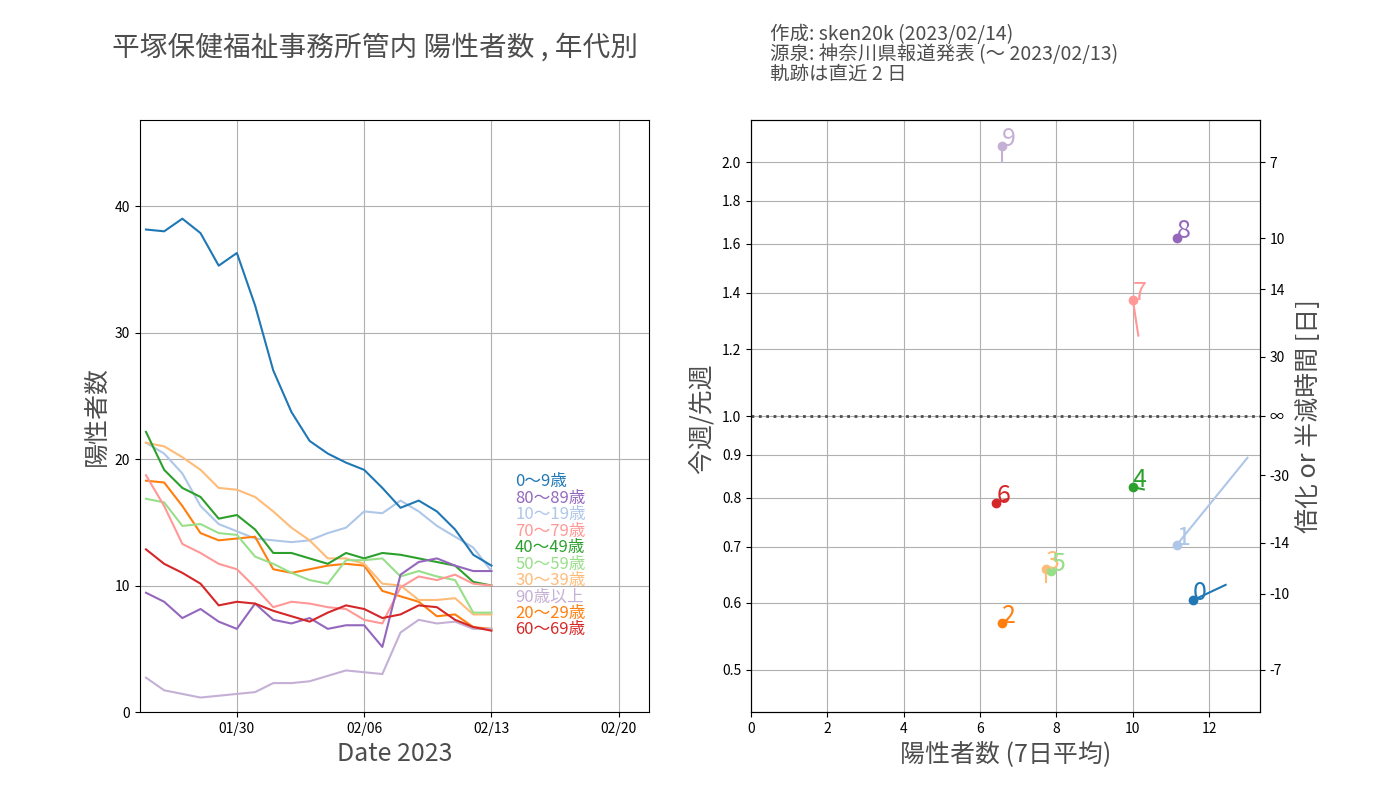 平塚保健福祉事務所管内 陽性者数 , 年代別
作成: sken20k (2023/02/14)
源泉: 神奈川県報道発表 (〜 2023/02/13)
軌跡は直近 2 日
陽性者数
40
30
20
10
0
01/30
02/06
02/13
02/20
Date 2023
0〜9歳
80〜89歳
10〜19歳
70〜79歳
40〜49歳
50〜59歳
30〜39歳
90歳以上
20〜29歳
60〜69歳
今週/先週
2.0
1.8
1.6
1.4
1.2
1.0
0.9
0.8
0.7
0.6
0.5
9
8
7
4
6
1
3
5
0
2
0
2
4
6
8
10
12
陽性者数 (7日平均)
7
10
14
30
∞
-30
-14
-10
-7
倍化 or 半減時間 [日]